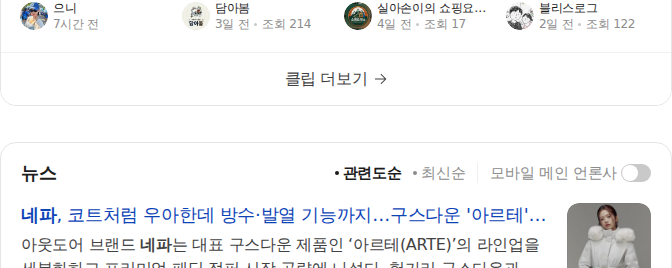 으니
7시간 전
담아봄
3일 전 · 조회 214
실아손이의 쇼핑요…
4일 전 · 조회 17
블리스로그
2일 전 · 조회 122
클립 더보기 →
뉴스
• 관련도순 • 최신순 모바일 메인 언론사
네파, 코트처럼 우아한데 방수·발열 기능까지…구스다운 '아르테'…
아웃도어 브랜드 네파는 대표 구스다운 제품인 ‘아르테(ARTE)’의 라인업을